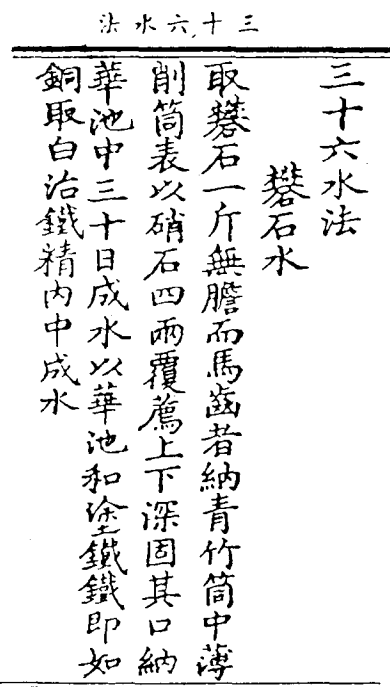 三十六水法
三十六水法
礬石水
取礬石一斤無膽而馬齒者納青竹筒中薄
削筒表以硝石四兩覆薦上下深固其口納
華池中三十日成水以華池和塗鐵鐵即如
銅取白治鐵精内中成水